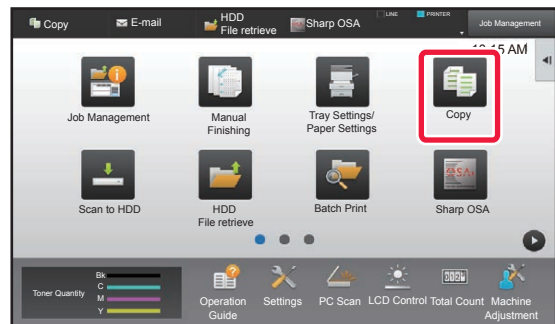 Copy
E-mail
HDD
File retrieve
Sharp OSA
LINE
PRINTER
Job Management
10:15 AM
Job Management
Manual
Finishing
Tray Settings/
Paper Settings
Copy
Scan to HDD
HDD
File retrieve
Batch Print
Sharp OSA
Toner Quantity
Bk
C
M
Y
Operation
Guide
Settings
PC Scan
LCD Control
Total Count
Machine
Adjustment